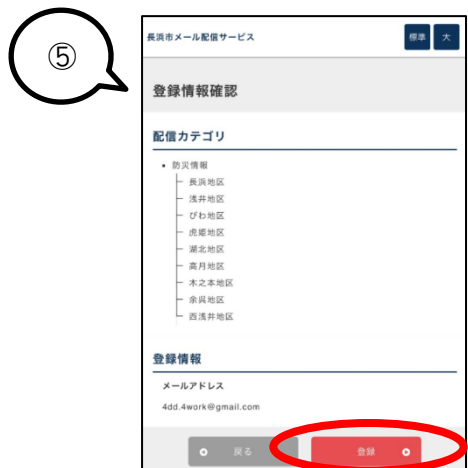 ⑤
長浜市メール配信サービス
標準 大
登録情報確認
配信カテゴリ
• 防災情報
長浜地区
浅井地区
びわ地区
虎姫地区
湖北地区
高月地区
木之本地区
余呉地区
西浅井地区
登録情報
メールアドレス
4dd.4work@gmail.com
戻る 登録